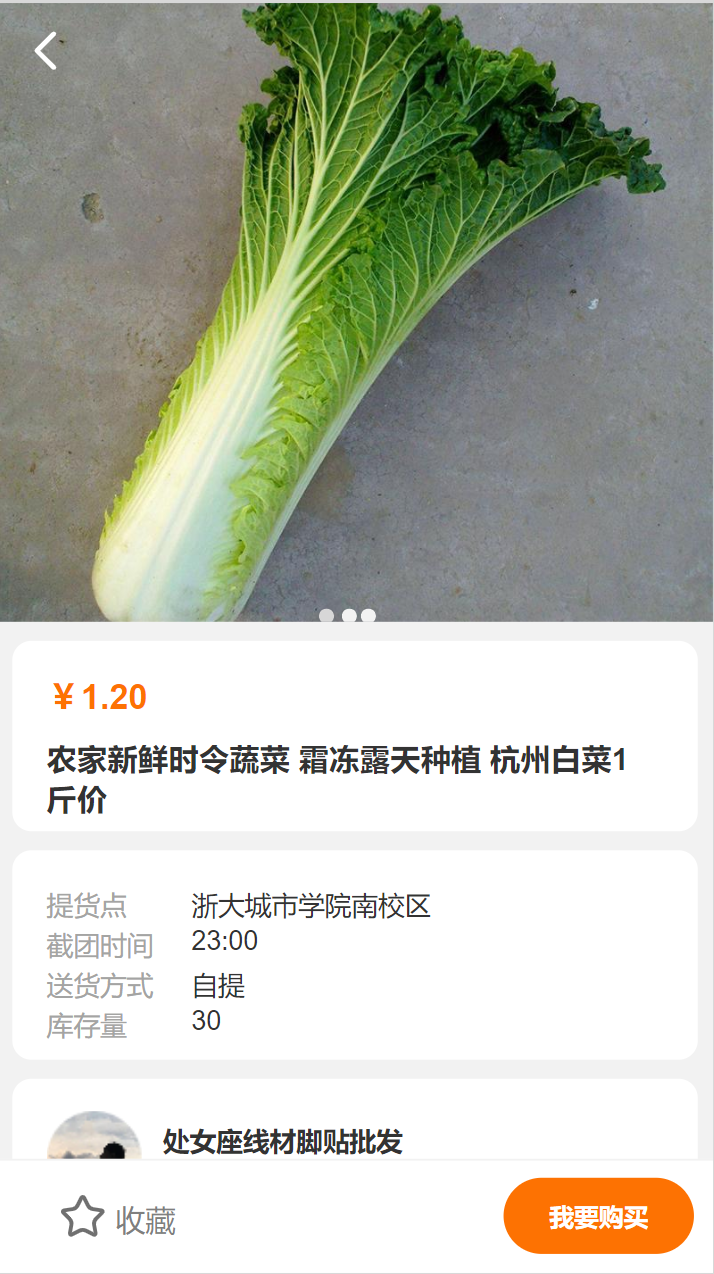 ¥ 1.20
农家新鲜时令蔬菜 霜冻露天种植 杭州白菜1
斤价
提货点 浙大城市学院南校区
截团时间 23:00
送货方式 自提
库存量 30
处女座线材脚贴批发
收藏 我要购买